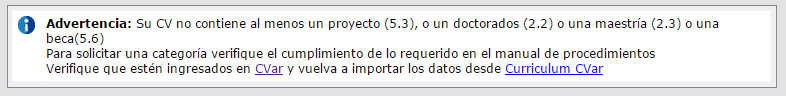 Advertencia: Su CV no contiene al menos un proyecto (5.3), o un doctorados (2.2) o una maestría (2.3) o una
beca(5.6)
Para solicitar una categoría verifique el cumplimiento de lo requerido en el manual de procedimientos
Verifique que estén ingresados en CVar y vuelva a importar los datos desde Curriculum CVar